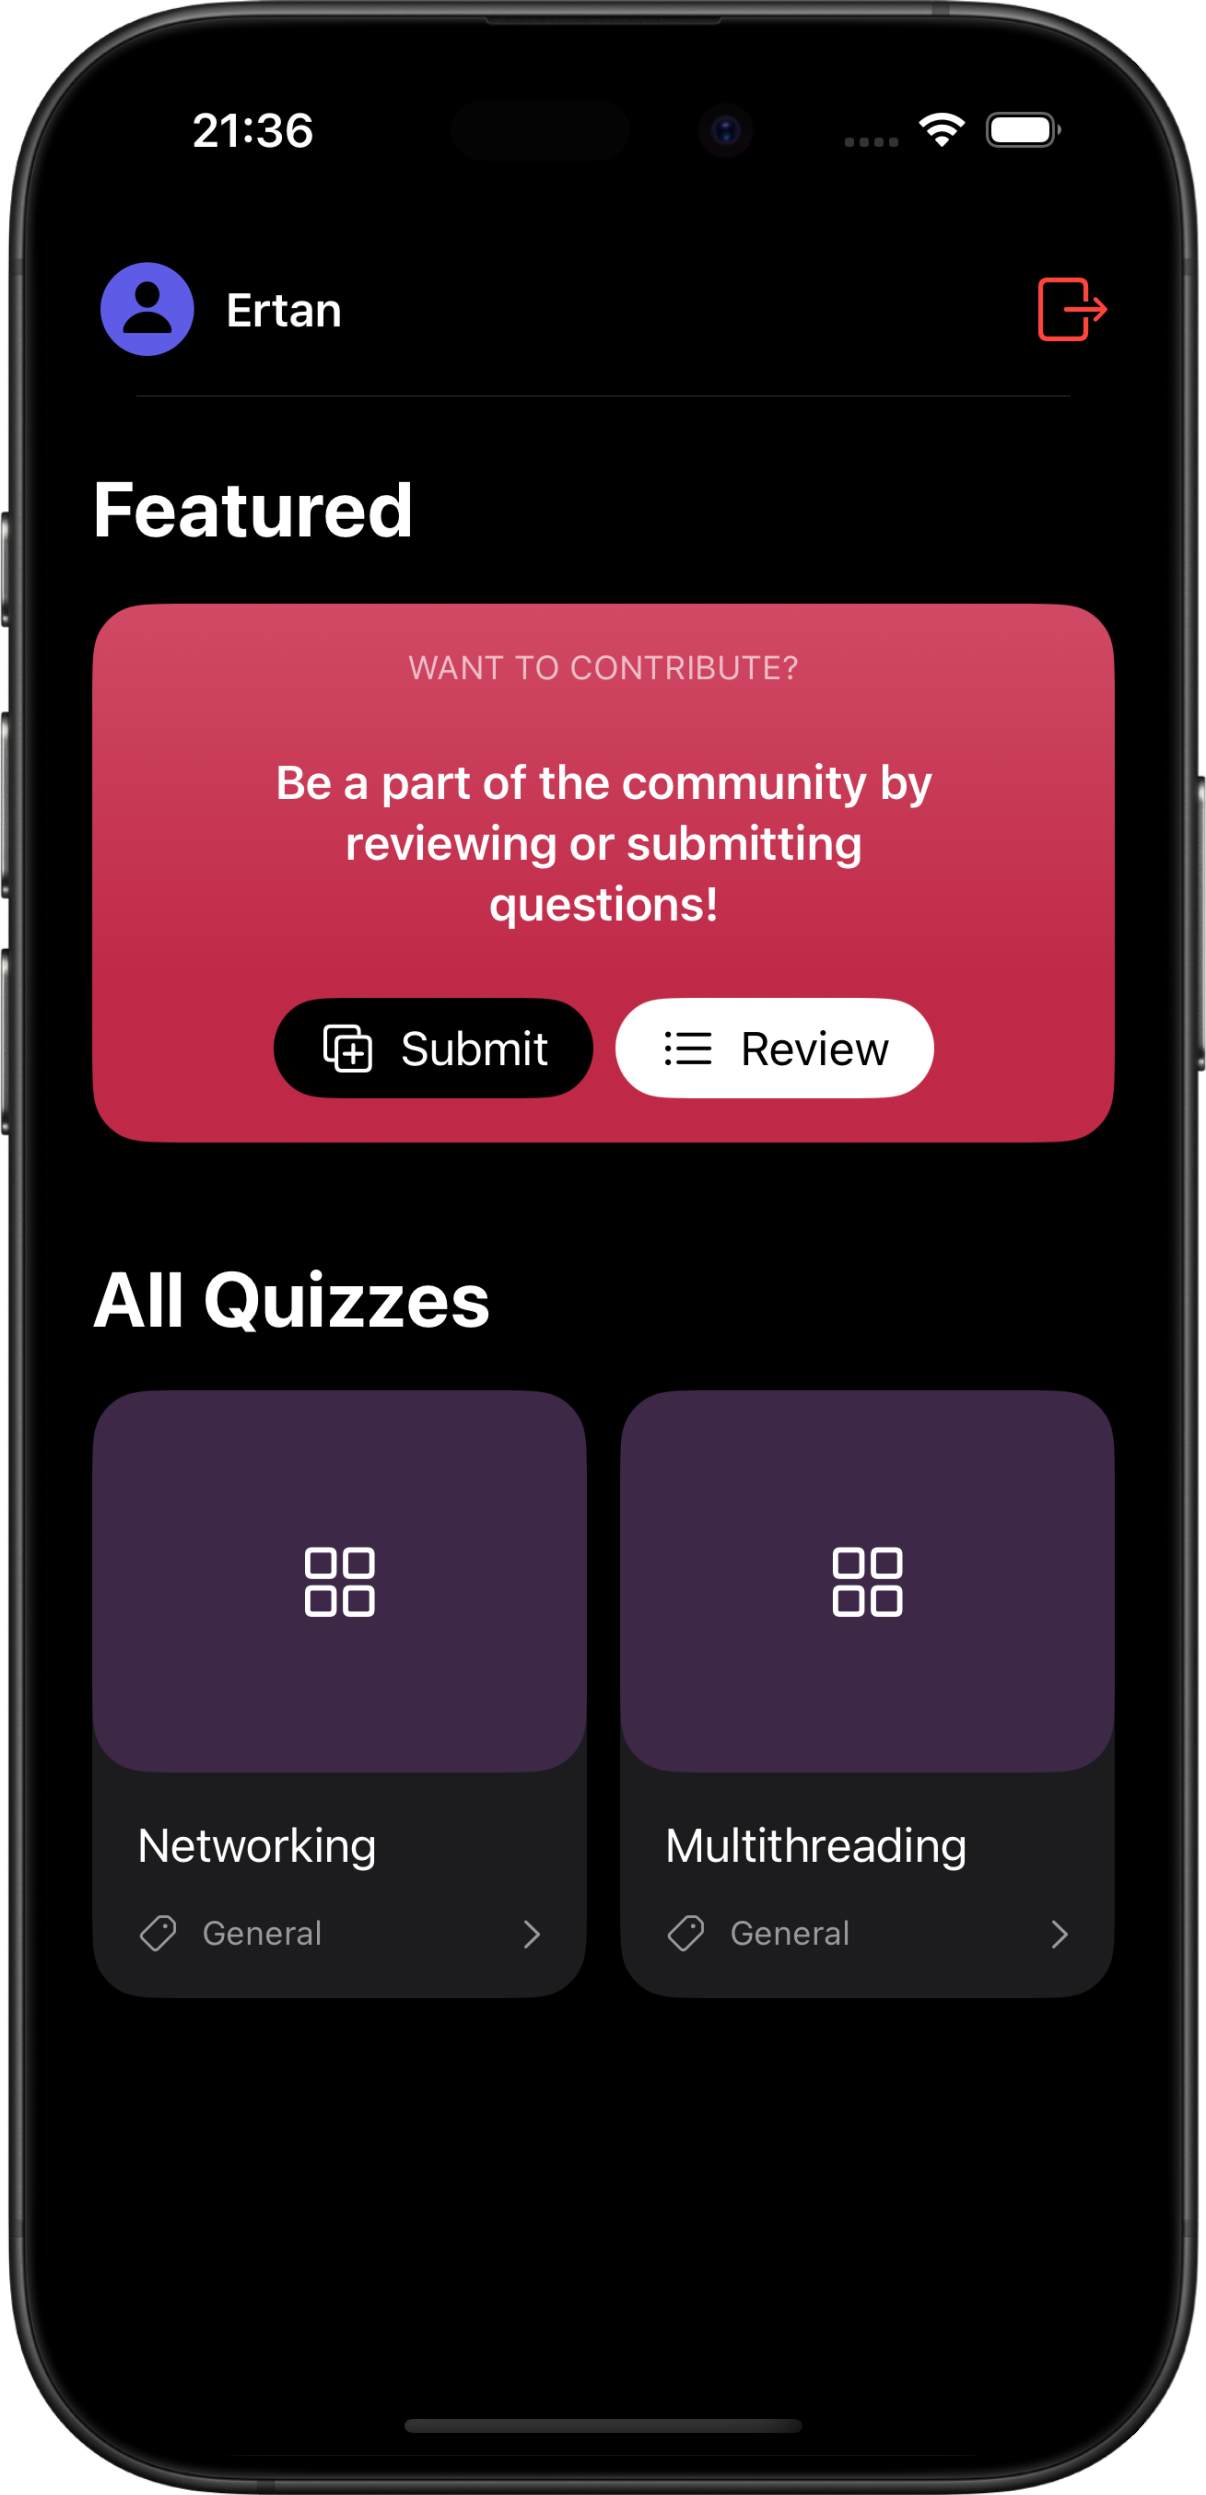 21:36
Ertan
Featured
WANT TO CONTRIBUTE?
Be a part of the community by
reviewing or submitting
questions!
Submit
Review
All Quizzes
Networking
Multithreading
General
General